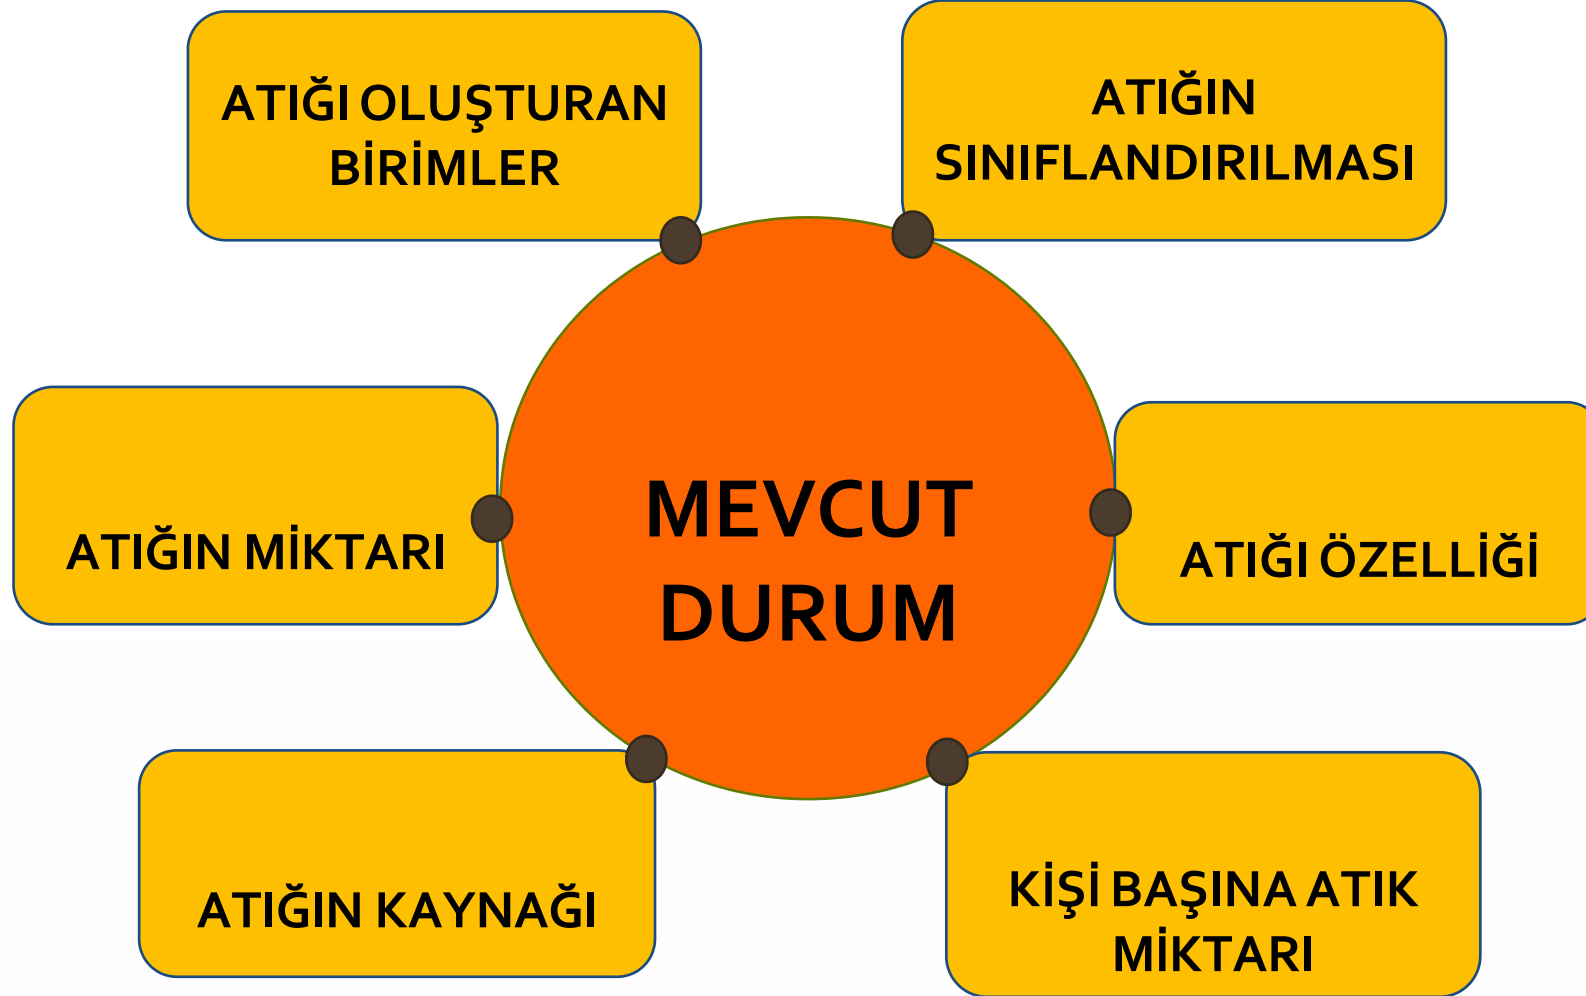 ATIĞI OLUŞTURAN
BİRİMLER
ATIĞIN
SINIFLANDIRILMASI
MEVCUT
DURUM
ATIĞIN MİKTARI
ATIĞI ÖZELLİĞİ
ATIĞIN KAYNAĞI
KİŞİ BAŞINA ATIK
MİKTARI